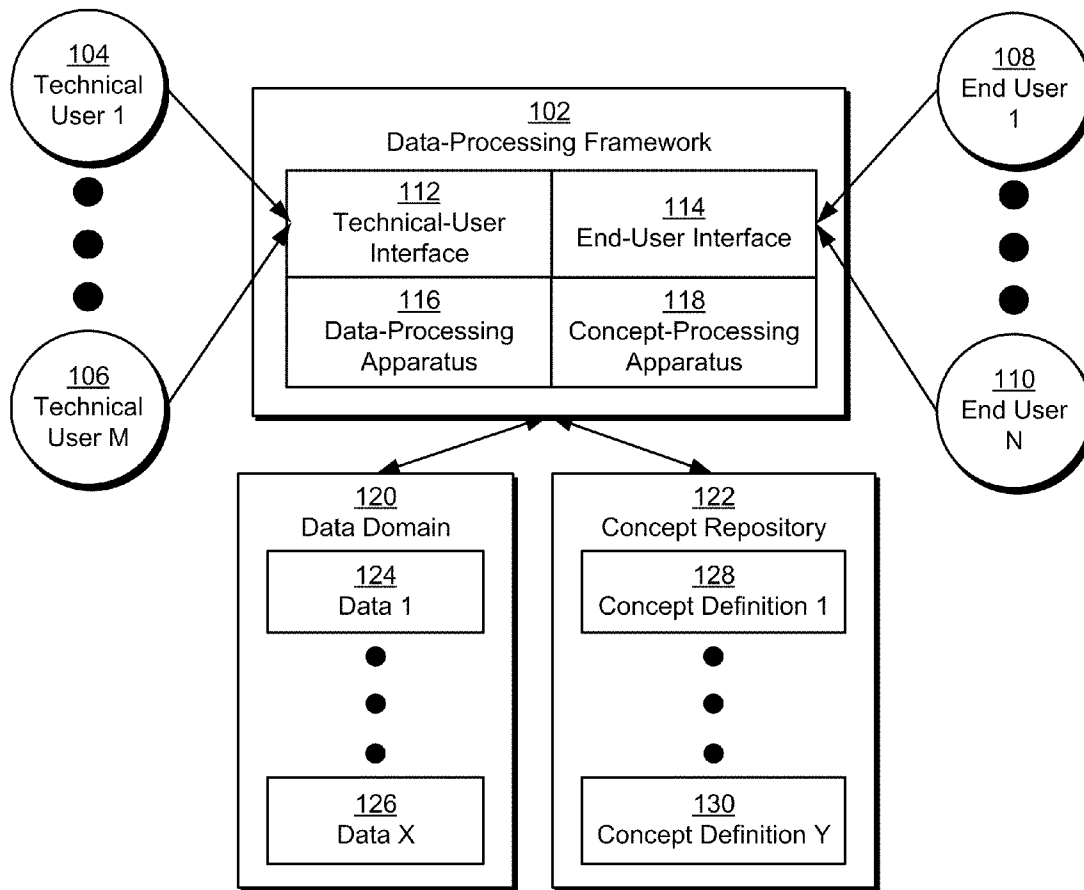 104
Technical
User 1
108
End User
1
102
Data-Processing Framework
112
Technical-User
Interface
114
End-User Interface
116
Data-Processing
Apparatus
118
Concept-Processing
Apparatus
106
Technical
User M
110
End User
N
120
Data Domain
124
Data 1
126
Data X
122
Concept Repository
128
Concept Definition 1
130
Concept Definition Y